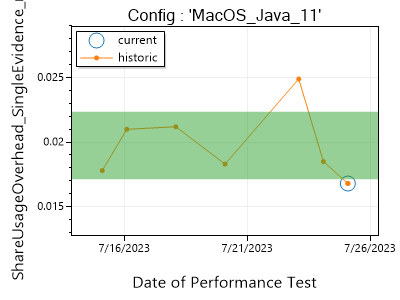 Config : 'MacOS_Java_11'
current
historic
ShareUsageOverhead_SingleEvidence_
0.025
0.02
0.015
7/16/2023
7/21/2023
7/26/2023
Date of Performance Test